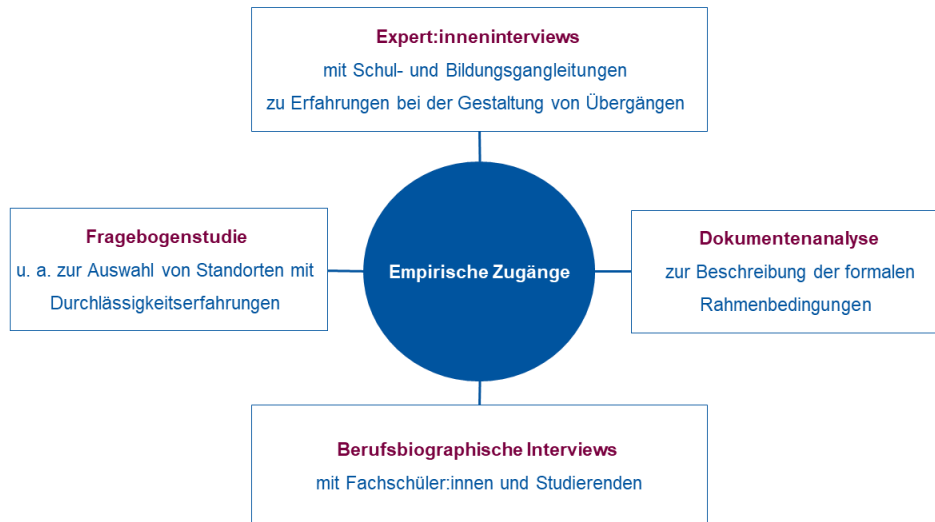 Expert:inneninterviews
mit Schul- und Bildungsgangleitungen
zu Erfahrungen bei der Gestaltung von Übergängen
Fragebogenstudie
u. a. zur Auswahl von Standorten mit
Durchlässigkeitserfahrungen
Empirische Zugänge
Dokumentenanalyse
zur Beschreibung der formalen
Rahmenbedingungen
Berufsbiographische Interviews
mit Fachschüler:innen und Studierenden